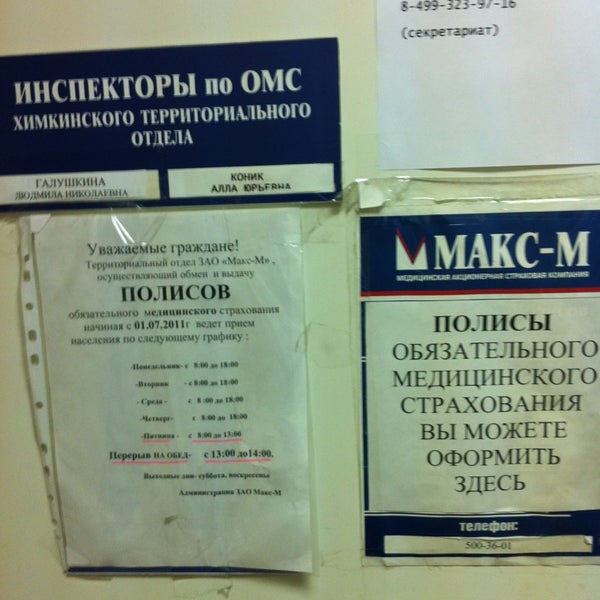 8-499-323-97-16
(секретариат)
ИНСПЕКТОРЫ по ОМС
ХИМКИНСКОГО ТЕРРИТОРИАЛЬНОГО
ОТДЕЛА
ГАЛУШКИНА
ЛЮДМИЛА НИКОЛАЕВНА
КОНИК
АЛЛА ЮРЬЕВНА
Уважаемые граждане!
Территориальный отдел ЗАО «Макс-М» ,
осуществляющий обмен и выдачу
ПОЛИСОВ
обязательного медицинского страхования
начиная с 01.07.2011г ведет прием
населения по следующему графику :
-Понедельник- с 8:00 до 18:00
-Вторник - с 8:00 до 18:00
- Среда - с 8 :00 до 18:00
-Четверг- с 8:00 до 18:00
-Пятница - с 8:00 до 13:00
Перерыв НА ОБЕД- с 13:00 до14:00.
Выходные дни- суббота, воскресенье
Администрация ЗАО Макс-М
МАКС-М
МЕДИЦИНСКАЯ АКЦИОНЕРНАЯ СТРАХОВАЯ КОМПАНИЯ
ПОЛИСЫ
ОБЯЗАТЕЛЬНОГО
МЕДИЦИНСКОГО
СТРАХОВАНИЯ
ВЫ МОЖЕТЕ
ОФОРМИТЬ
ЗДЕСЬ
телефон:
500-36-01